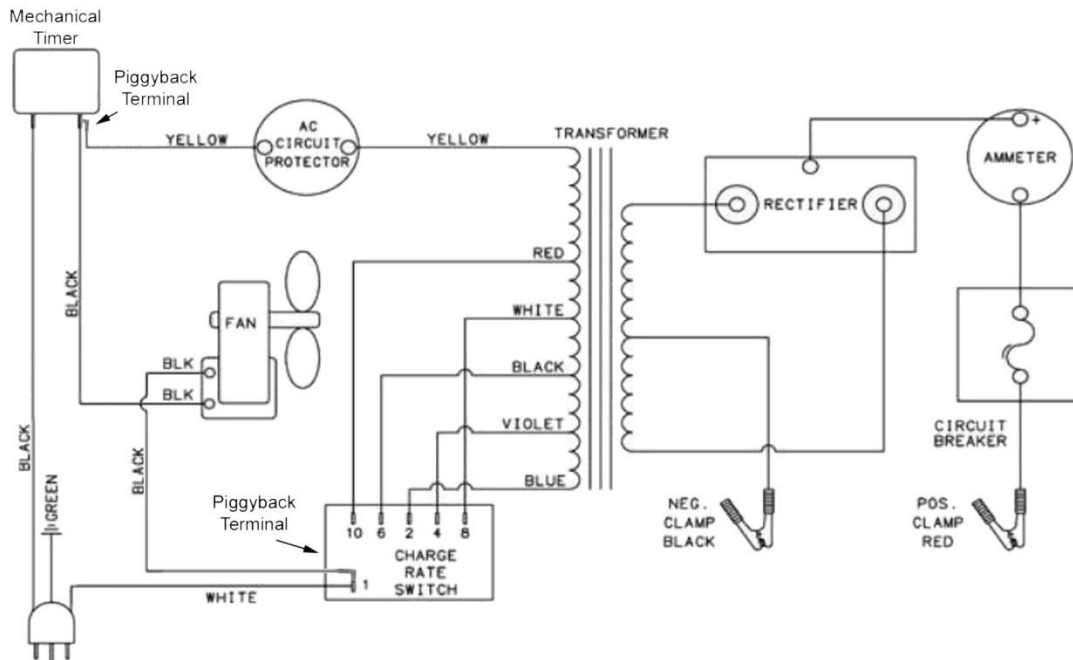 Mechanical
Timer
Piggyback
Terminal
YELLOW
AC
CIRCUIT
PROTECTOR
YELLOW
TRANSFORMER
+
AMMETER
RECTIFIER
RED
BLACK
FAN
WHITE
BLK
BLACK
BLK
VIOLET
CIRCUIT
BREAKER
BLACK
BLACK
GREEN
BLUE
Piggyback
Terminal
10 6 2 4 8
CHARGE
RATE
SWITCH
1
WHITE
NEG.
CLAMP
BLACK
POS.
CLAMP
RED